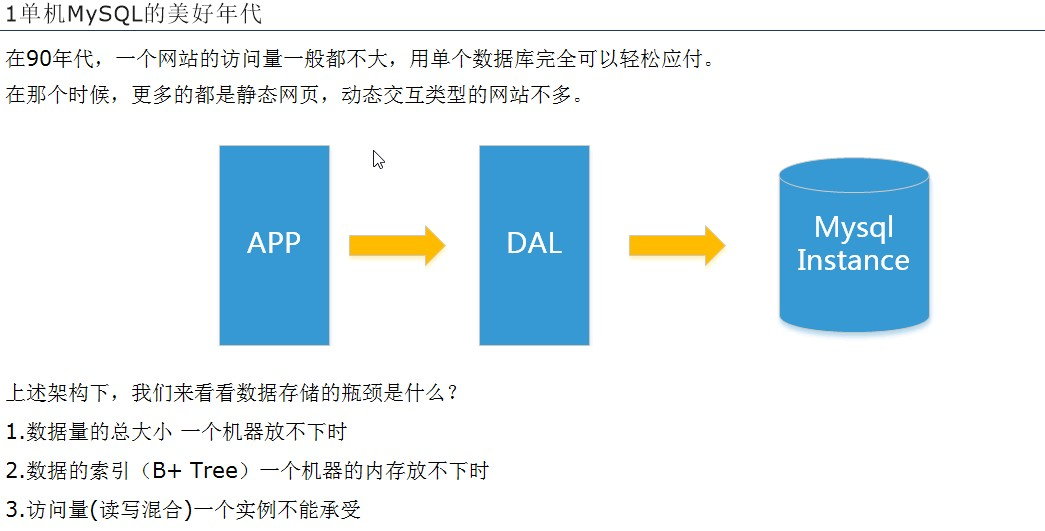 1单机MySQL的美好年代
在90年代，一个网站的访问量一般都不大，用单个数据库完全可以轻松应付。
在那个时候，更多的都是静态网页，动态交互类型的网站不多。
APP
DAL
Mysql
Instance
上述架构下，我们来看看数据存储的瓶颈是什么？
1.数据量的总大小 一个机器放不下时
2.数据的索引（B+ Tree）一个机器的内存放不下时
3.访问量(读写混合)一个实例不能承受